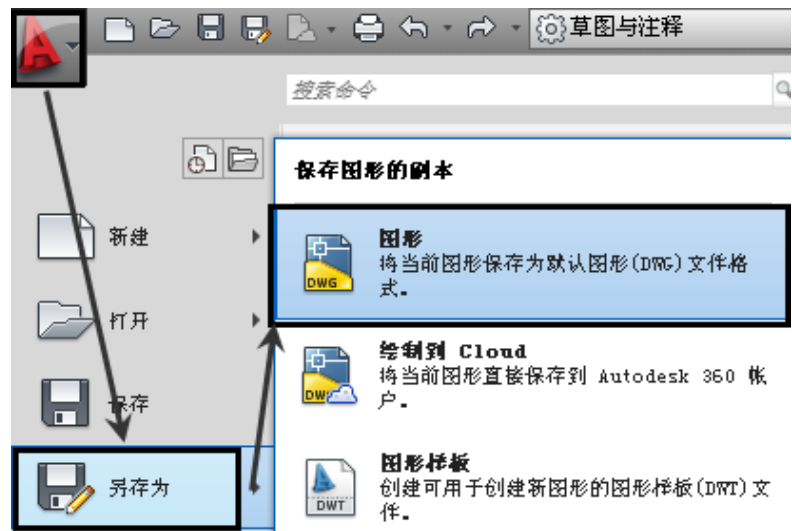 草图与注释
搜索命令
保存图形的副本
新建
图形
将当前图形保存为默认图形(DWG)文件格
式。
DWG
打开
绘制到 Cloud
将当前图形直接保存到 Autodesk 360 帐
户。
保存
另存为
图形样板
创建可用于创建新图形的图形样板(DWT)文
件。
DWT